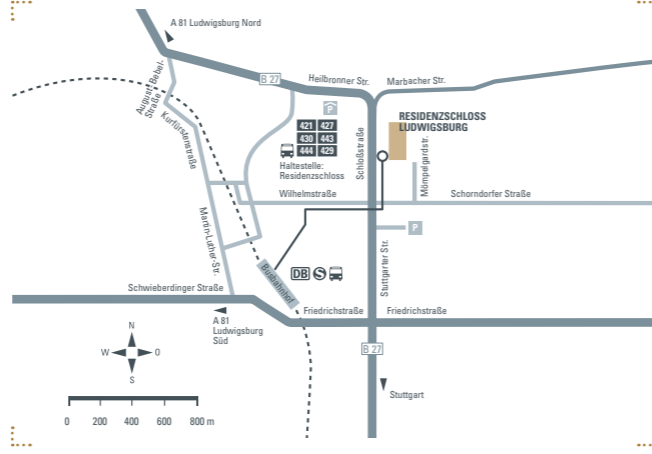 A 81 Ludwigsburg Nord
B 27
Heilbronner Str.
Marbacher Str.
August-Bebel-
Straße
Kurfürstenstraße
P
421 427
430 443
444 429
Haltestelle:
Residenzschloss
Schloßstraße
RESIDENZSCHLOSS
LUDWIGSBURG
Mömpelgardstr.
Wilhelmstraße
Schorndorfer Straße
Martin-Luther-Str.
P
Stuttgarter Str.
Busbahnhof
DB S
Schwieberdinger Straße
Friedrichstraße
Friedrichstraße
A 81
Ludwigsburg
Süd
B 27
N
W O
S
Stuttgart
0 200 400 600 800 m